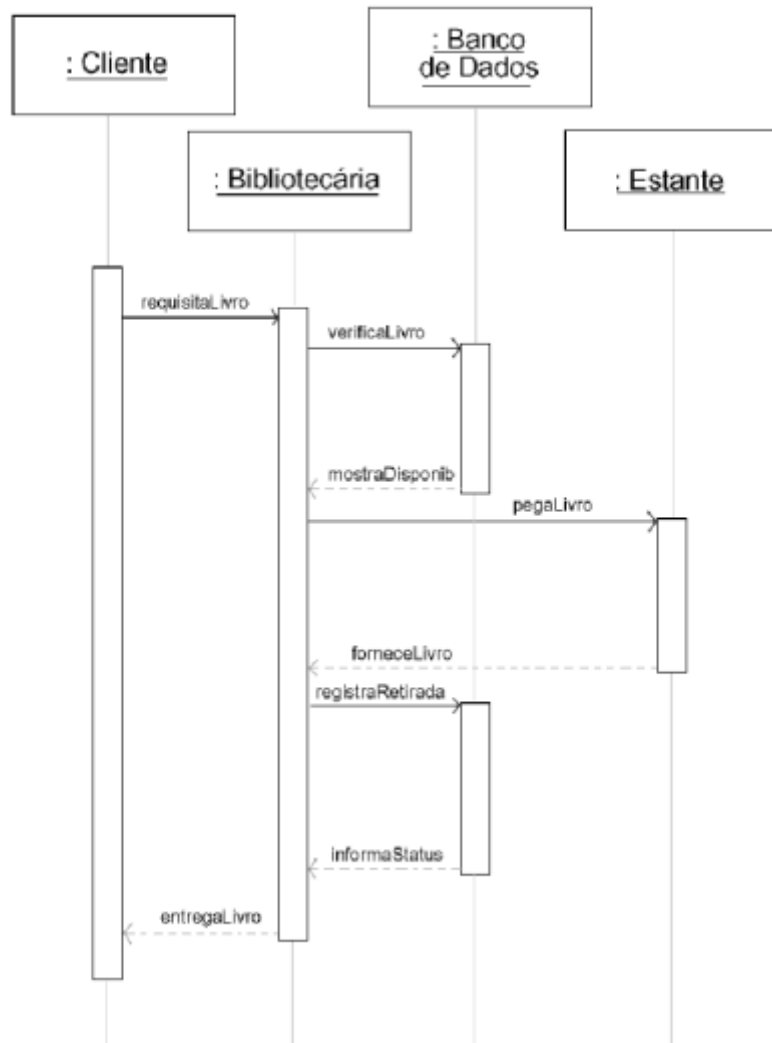 : Cliente
: Banco
de Dados
: Bibliotecária
: Estante
requisitaLivro
verificaLivro
mostraDisponib
pegaLivro
forneceLivro
registraRetirada
informaStatus
entregaLivro